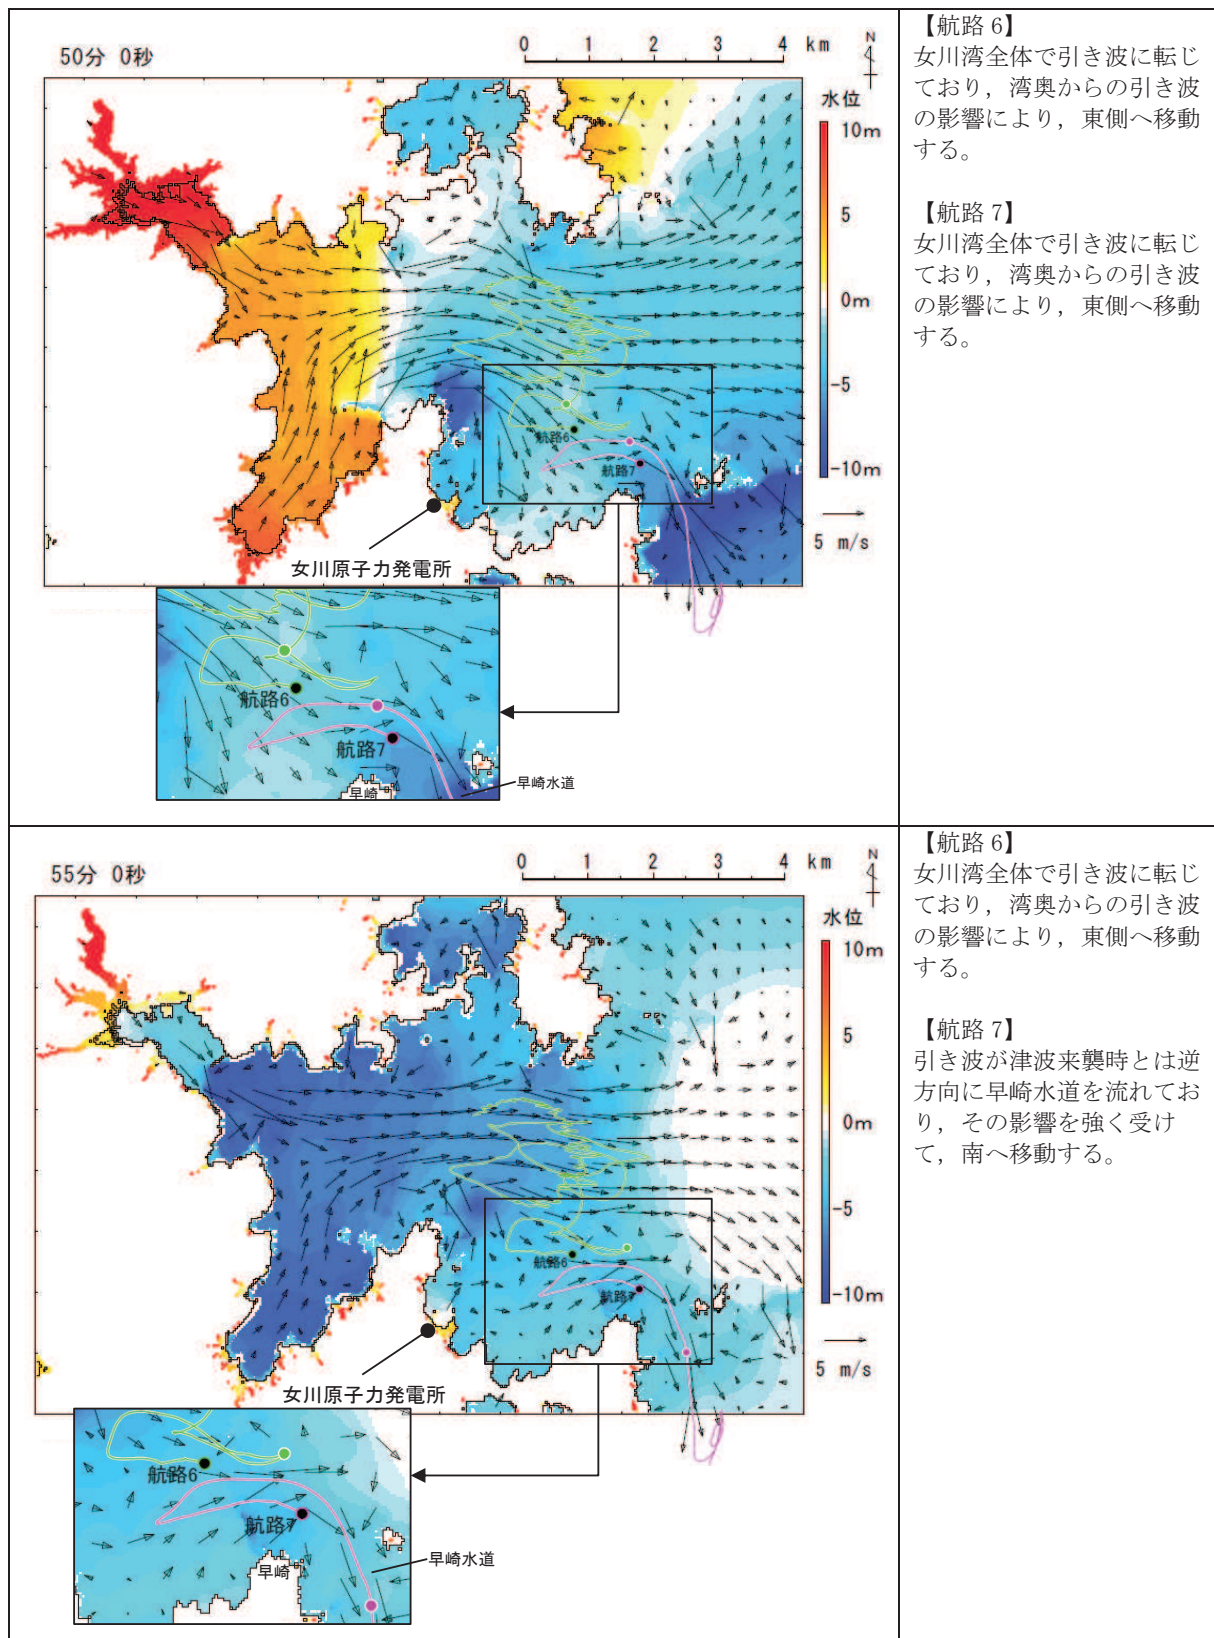 50分 0秒
0 1 2 3 4 km
N
水位
10m
5
0m
-5
-10m
5 m/s
航路6
航路7
女川原子力発電所
航路6
航路7
早崎
早崎水道
【航路 6】
女川湾全体で引き波に転じ
ており，湾奥からの引き波
の影響により，東側へ移動
する。
【航路 7】
女川湾全体で引き波に転じ
ており，湾奥からの引き波
の影響により，東側へ移動
する。
55分 0秒
0 1 2 3 4 km
N
水位
10m
5
0m
-5
-10m
5 m/s
航路6
航路7
女川原子力発電所
航路6
航路7
早崎
早崎水道
【航路 6】
女川湾全体で引き波に転じ
ており，湾奥からの引き波
の影響により，東側へ移動
する。
【航路 7】
引き波が津波来襲時とは逆
方向に早崎水道を流れてお
り，その影響を強く受け
て，南へ移動する。